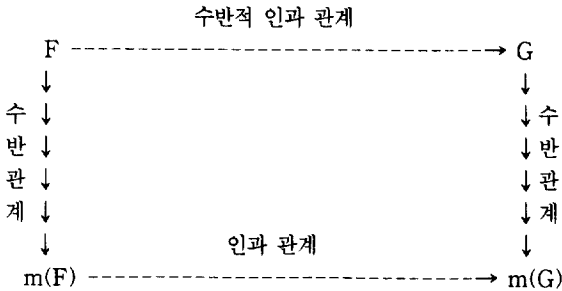 수반적 인과 관계
F G
수반관계 수반관계
인과 관계
m(F) m(G)